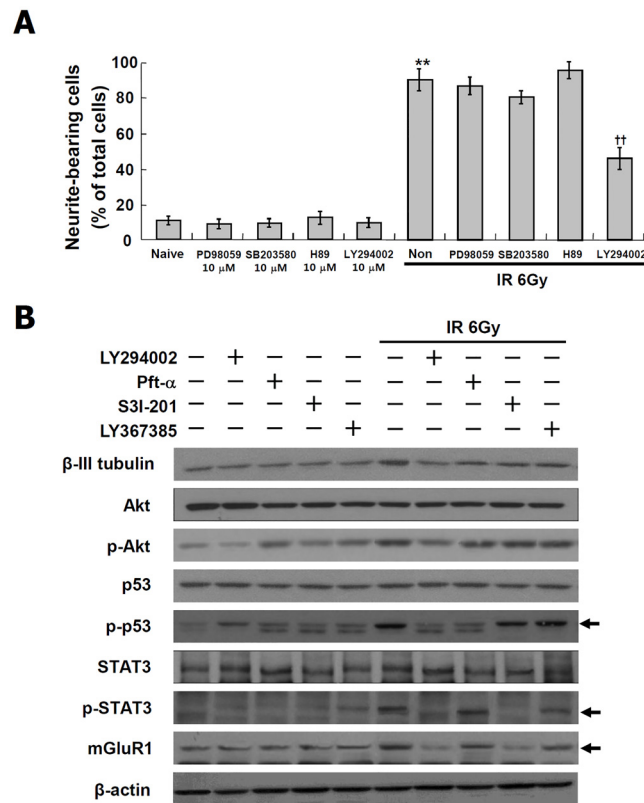 A
Neurite-bearing cells
(% of total cells)
100
80
60
40
20
0
**
††
Naive
PD98059
10 μM
SB203580
10 μM
H89
10 μM
LY294002
10 μM
Non
PD98059
SB203580
H89
LY294002
IR 6Gy
B
IR 6Gy
LY294002 − + − − − − + − − −
Pft-α − − + − − − − + − −
S3I-201 − − − + − − − − + −
LY367385 − − − − + − − − − +
β-III tubulin
Akt
p-Akt
p53
p-p53
STAT3
p-STAT3
mGluR1
β-actin